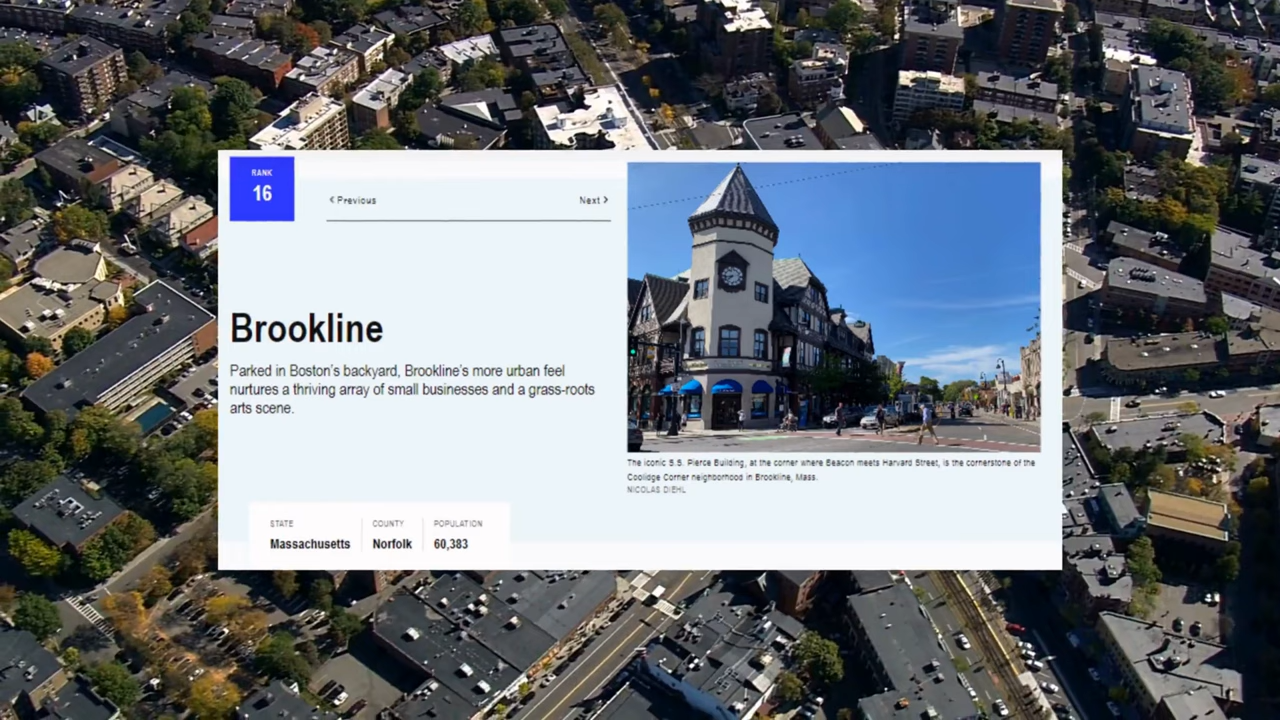 RANK
16
Previous
Next
Brookline
Parked in Boston's backyard, Brookline's more urban feel
nurtures a thriving array of small businesses and a grass-roots
arts scene.
The iconic S.S. Pierce Building, at the corner where Beacon meets Harvard Street, is the cornerstone of the
Coolidge Corner neighborhood in Brookline, Mass.
NICOLAS DIEHL
STATE
COUNTY
POPULATION
Massachusetts
Norfolk
60,383